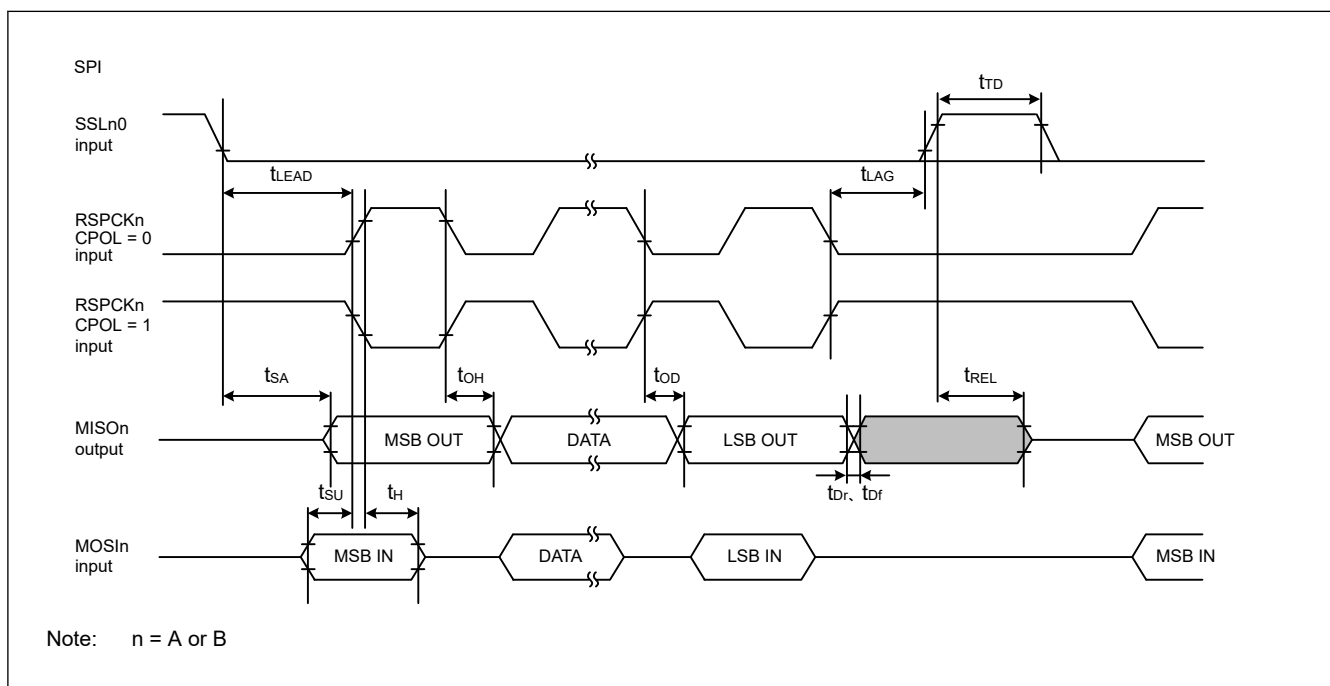 SPI
tTD
SSLn0
input
tLEAD
tLAG
RSPCKn
CPOL = 0
input
RSPCKn
CPOL = 1
input
tSA
tOH
tOD
tREL
MISOn
output
MSB OUT
DATA
LSB OUT
MSB OUT
tSU
tH
tDr、tDf
MOSIn
input
MSB IN
DATA
LSB IN
MSB IN
Note: n = A or B